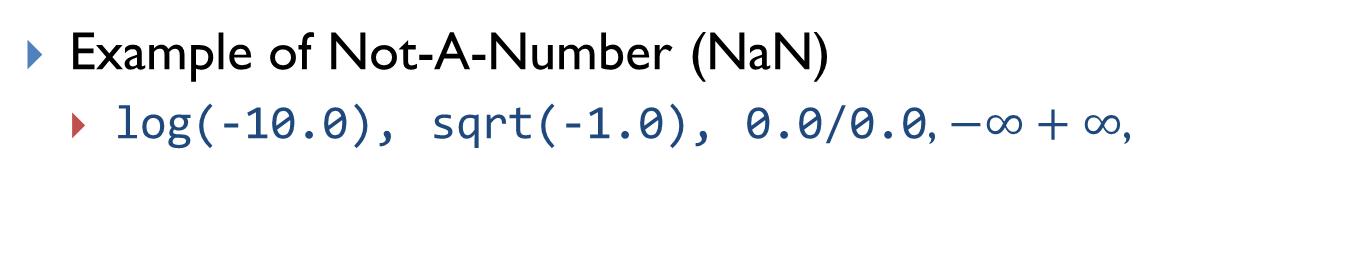 Example of Not-A-Number (NaN)
log(-10.0), sqrt(-1.0), 0.0/0.0, −∞ + ∞,